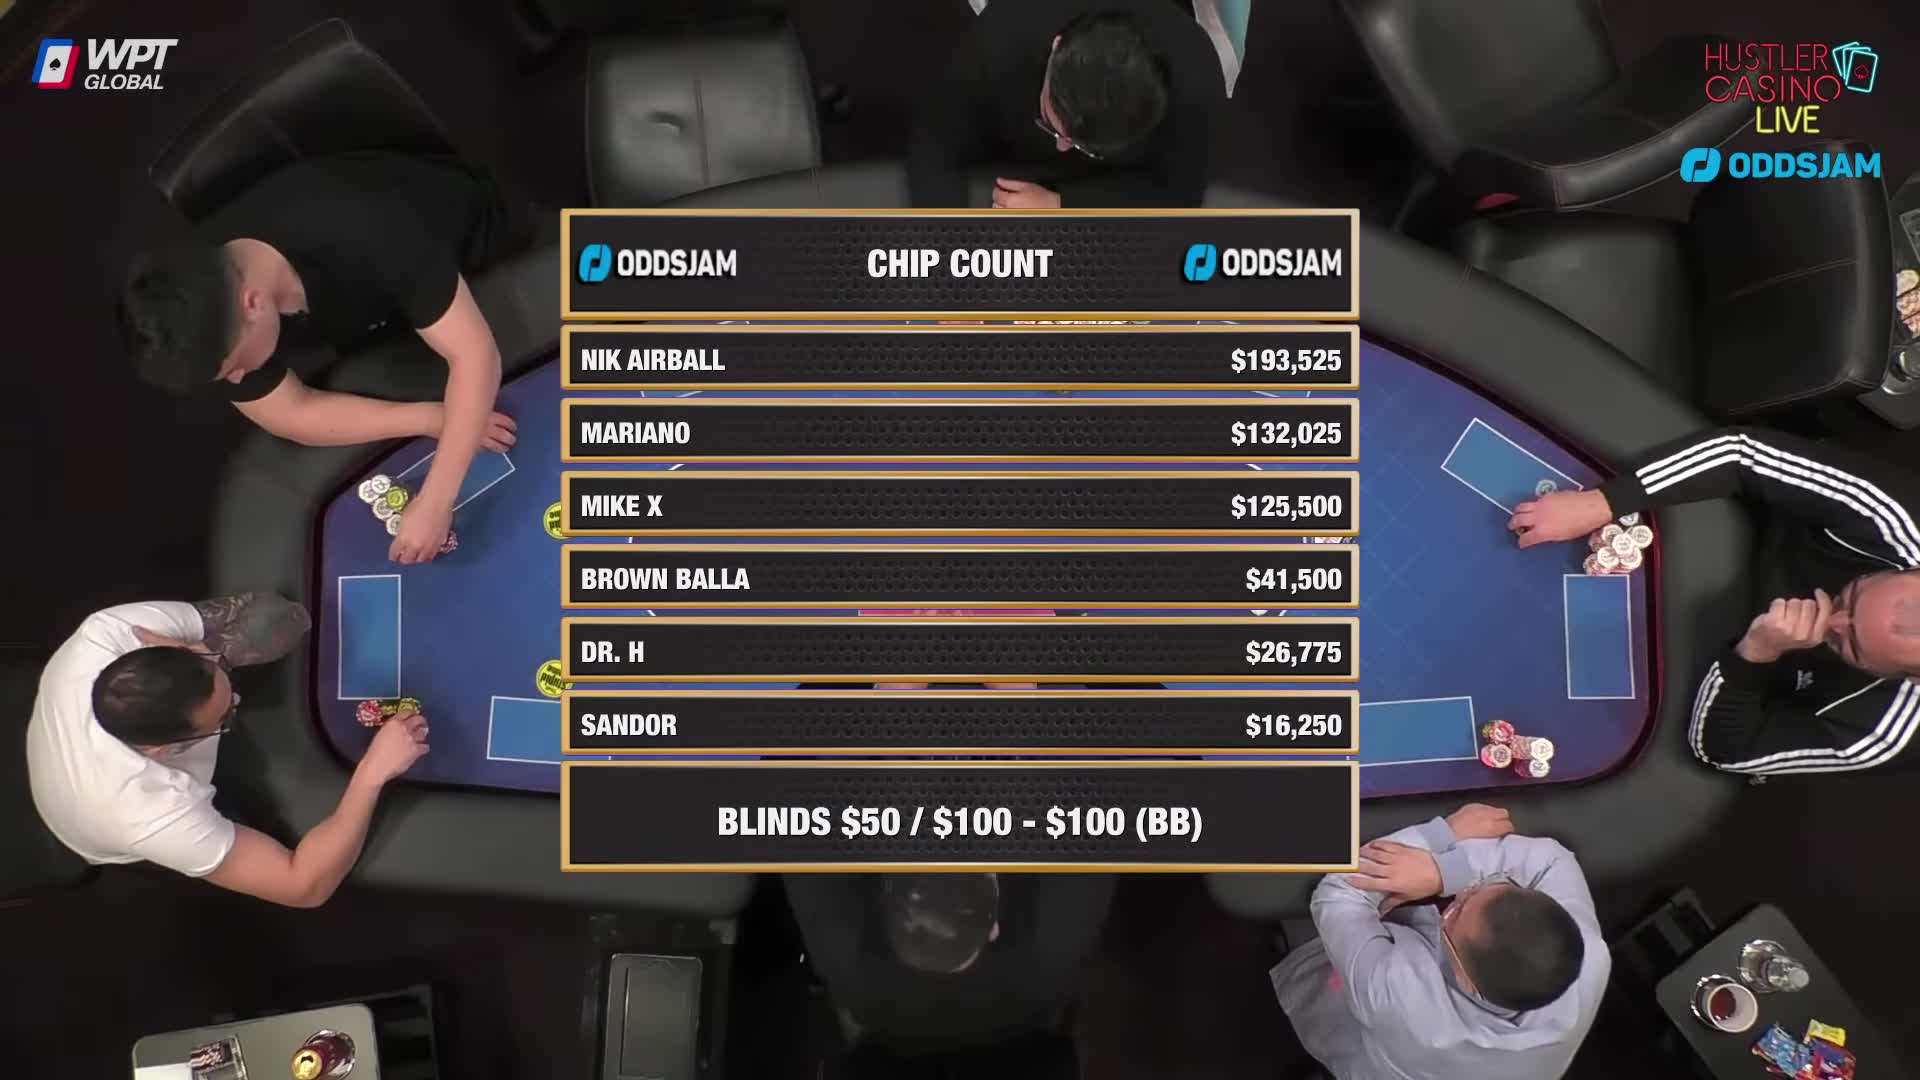 WPT
GLOBAL
HUSTLER
CASINO
LIVE
ODDSJAM
ODDSJAM CHIP COUNT ODDSJAM
NIK AIRBALL $193,525
MARIANO $132,025
MIKE X $125,500
BROWN BALLA $41,500
DR. H $26,775
SANDOR $16,250
BLINDS $50 / $100 - $100 (BB)